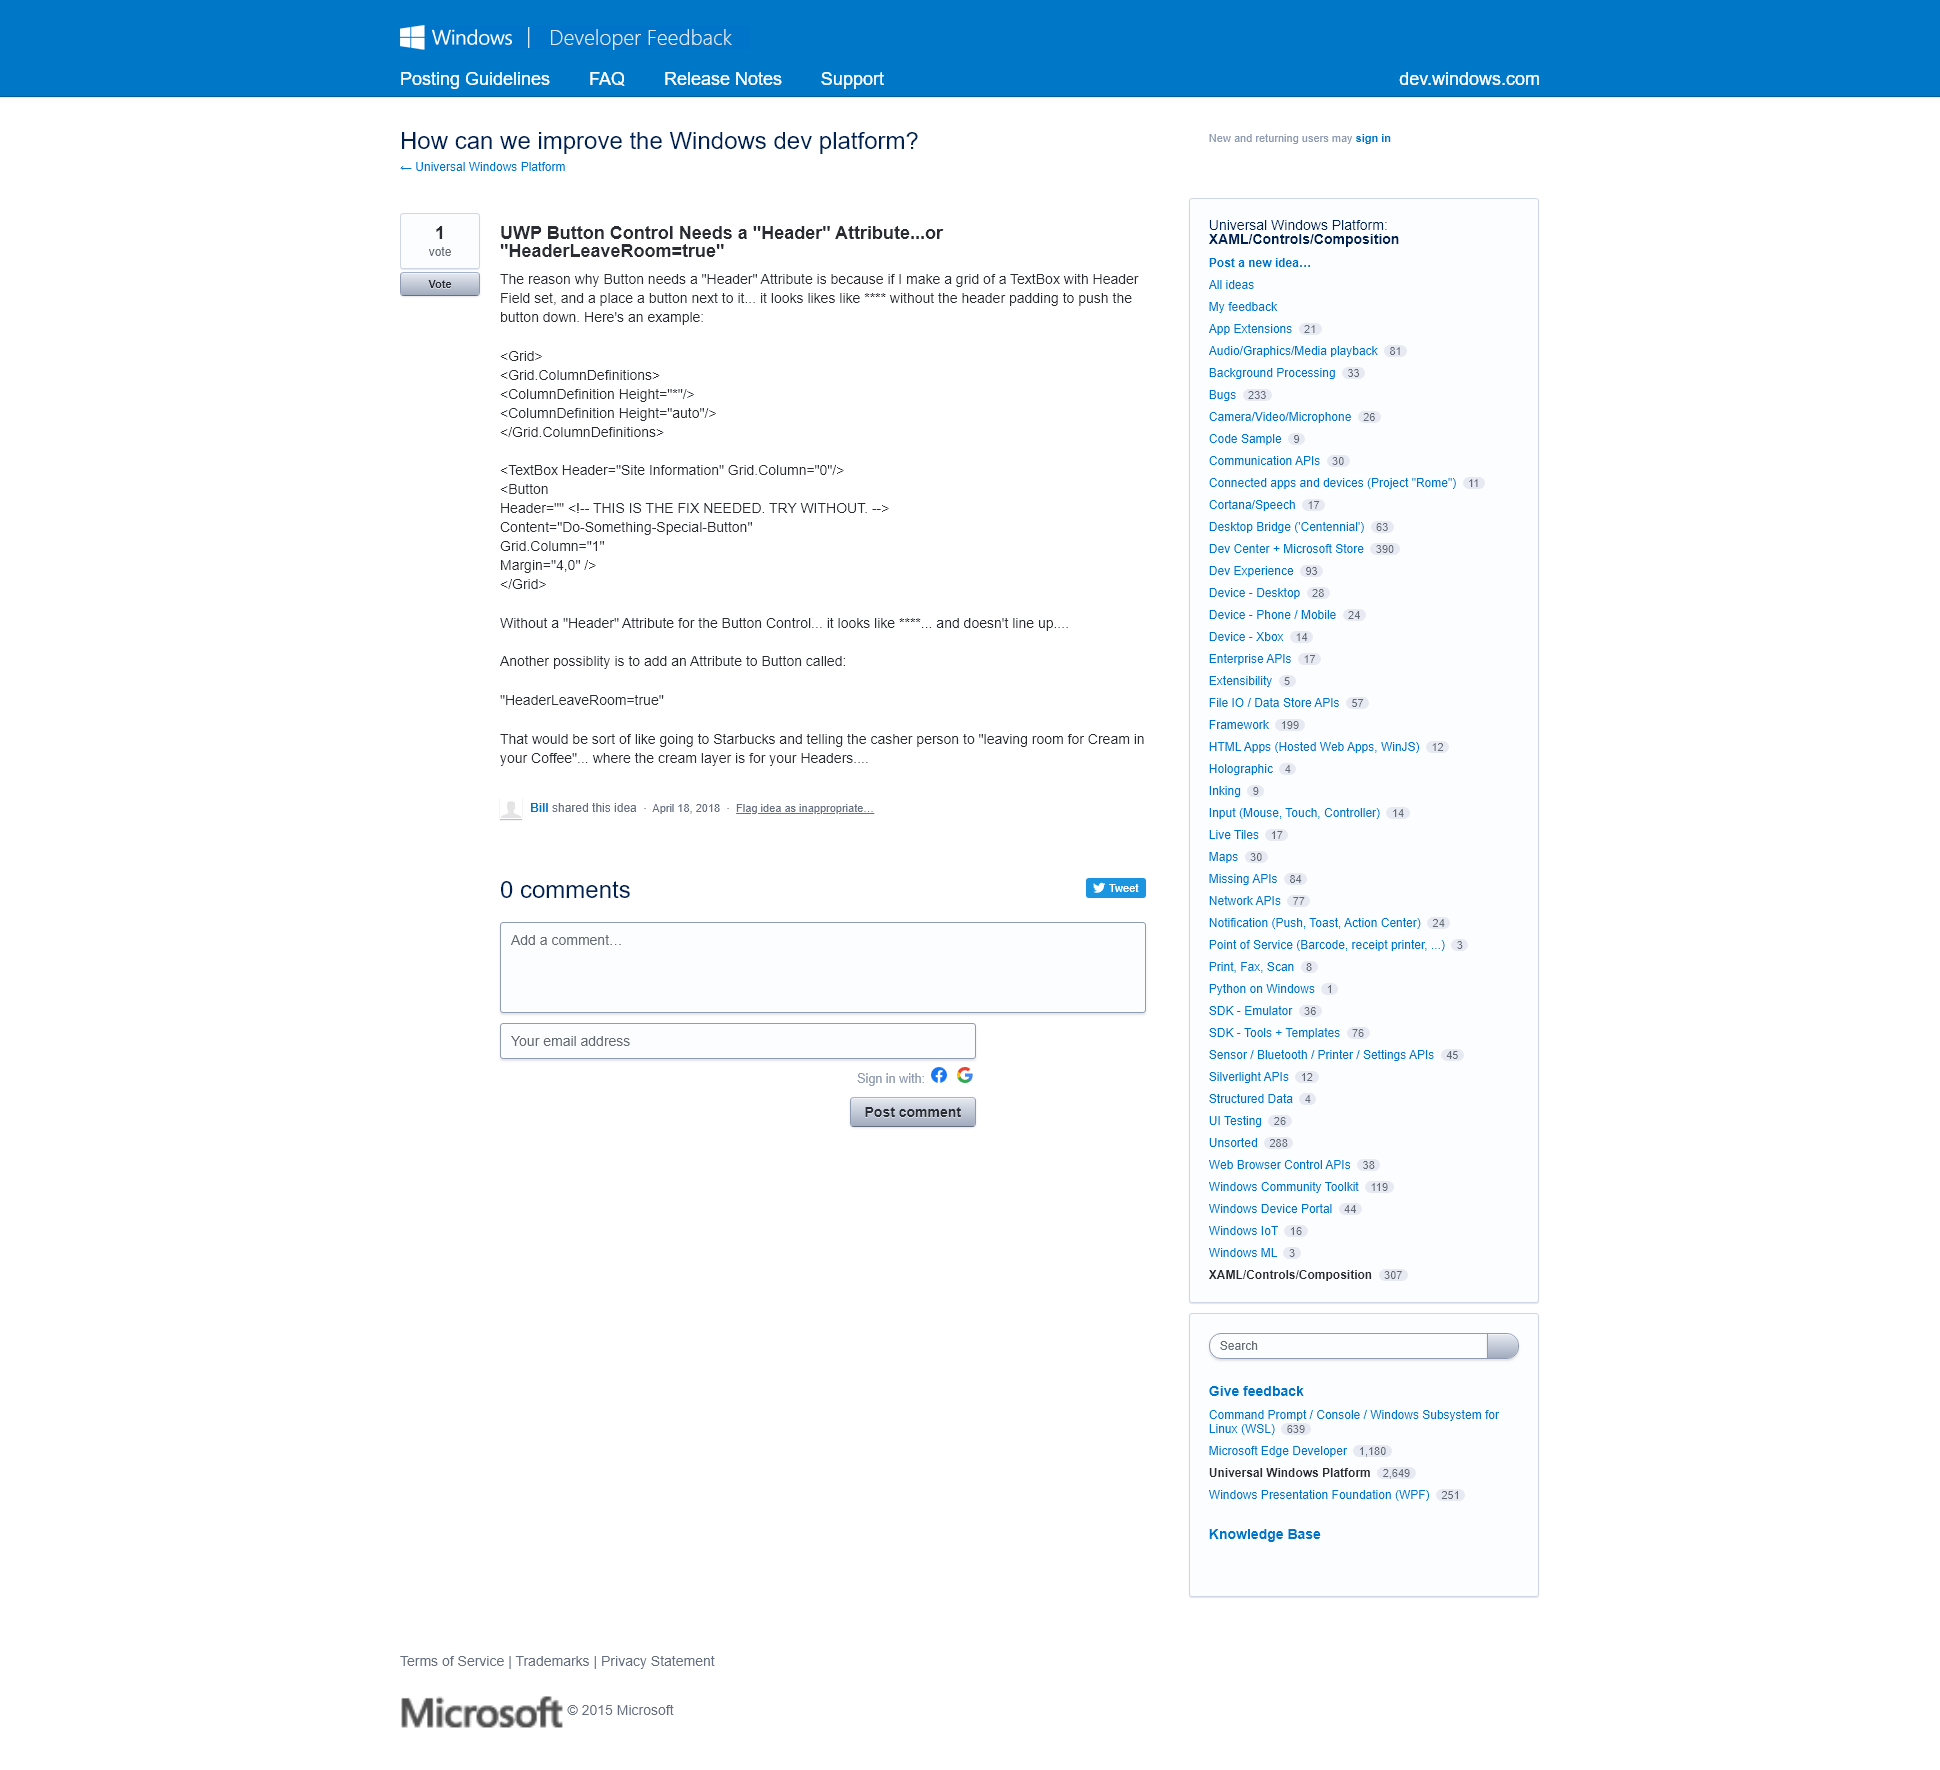 Windows | Developer Feedback
Posting Guidelines FAQ Release Notes Support dev.windows.com
How can we improve the Windows dev platform?
← Universal Windows Platform
New and returning users may sign in
1
vote
Vote
UWP Button Control Needs a "Header" Attribute...or
"HeaderLeaveRoom=true"
The reason why Button needs a "Header" Attribute is because if I make a grid of a TextBox with Header
Field set, and a place a button next to it... it looks likes like **** without the header padding to push the
button down. Here's an example:
<Grid>
<Grid.ColumnDefinitions>
<ColumnDefinition Height="*"/>
<ColumnDefinition Height="auto"/>
</Grid.ColumnDefinitions>
<TextBox Header="Site Information" Grid.Column="0"/>
<Button
Header="" <!-- THIS IS THE FIX NEEDED. TRY WITHOUT. -->
Content="Do-Something-Special-Button"
Grid.Column="1"
Margin="4,0" />
</Grid>
Without a "Header" Attribute for the Button Control... it looks like ****... and doesn't line up....
Another possiblity is to add an Attribute to Button called:
"HeaderLeaveRoom=true"
That would be sort of like going to Starbucks and telling the casher person to "leaving room for Cream in
your Coffee"... where the cream layer is for your Headers....
Bill shared this idea · April 18, 2018 · Flag idea as inappropriate…
0 comments
Tweet
Add a comment…
Your email address
Sign in with:
Post comment
Universal Windows Platform:
XAML/Controls/Composition
Post a new idea…
All ideas
My feedback
App Extensions 21
Audio/Graphics/Media playback 81
Background Processing 33
Bugs 233
Camera/Video/Microphone 26
Code Sample 9
Communication APIs 30
Connected apps and devices (Project "Rome") 11
Cortana/Speech 17
Desktop Bridge ('Centennial') 63
Dev Center + Microsoft Store 390
Dev Experience 93
Device - Desktop 28
Device - Phone / Mobile 24
Device - Xbox 14
Enterprise APIs 17
Extensibility 5
File IO / Data Store APIs 57
Framework 199
HTML Apps (Hosted Web Apps, WinJS) 12
Holographic 4
Inking 9
Input (Mouse, Touch, Controller) 14
Live Tiles 17
Maps 30
Missing APIs 84
Network APIs 77
Notification (Push, Toast, Action Center) 24
Point of Service (Barcode, receipt printer, ...) 3
Print, Fax, Scan 8
Python on Windows 1
SDK - Emulator 36
SDK - Tools + Templates 76
Sensor / Bluetooth / Printer / Settings APIs 45
Silverlight APIs 12
Structured Data 4
UI Testing 26
Unsorted 288
Web Browser Control APIs 38
Windows Community Toolkit 119
Windows Device Portal 44
Windows IoT 16
Windows ML 3
XAML/Controls/Composition 307
Search
Give feedback
Command Prompt / Console / Windows Subsystem for
Linux (WSL) 639
Microsoft Edge Developer 1,180
Universal Windows Platform 2,649
Windows Presentation Foundation (WPF) 251
Knowledge Base
Terms of Service | Trademarks | Privacy Statement
Microsoft © 2015 Microsoft